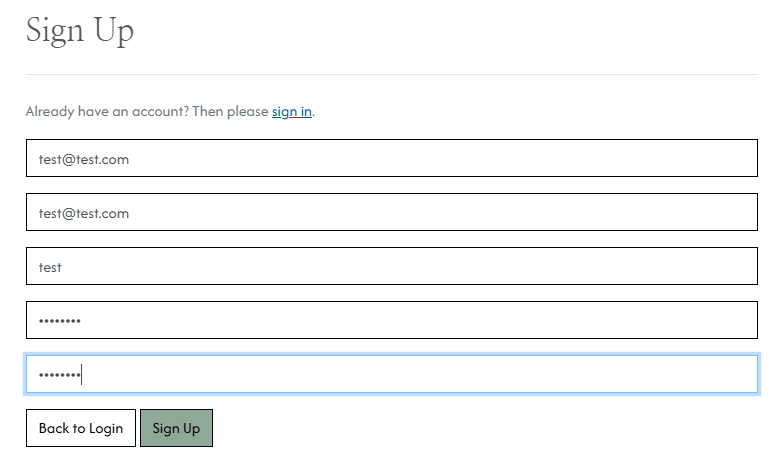 Sign Up
Already have an account? Then please sign in.
test@test.com
test@test.com
test
••••••••
••••••••
Back to Login
Sign Up